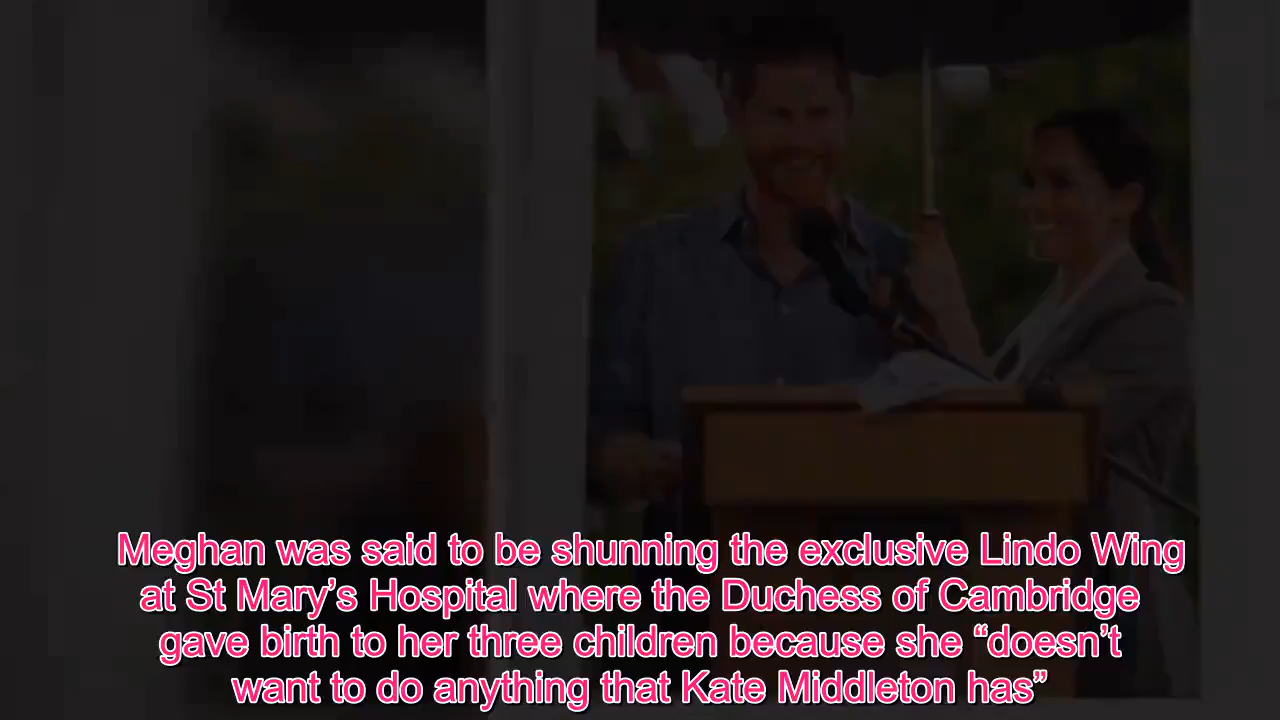 Meghan was said to be shunning the exclusive Lindo Wing
at St Mary’s Hospital where the Duchess of Cambridge
gave birth to her three children because she “doesn’t
want to do anything that Kate Middleton has”